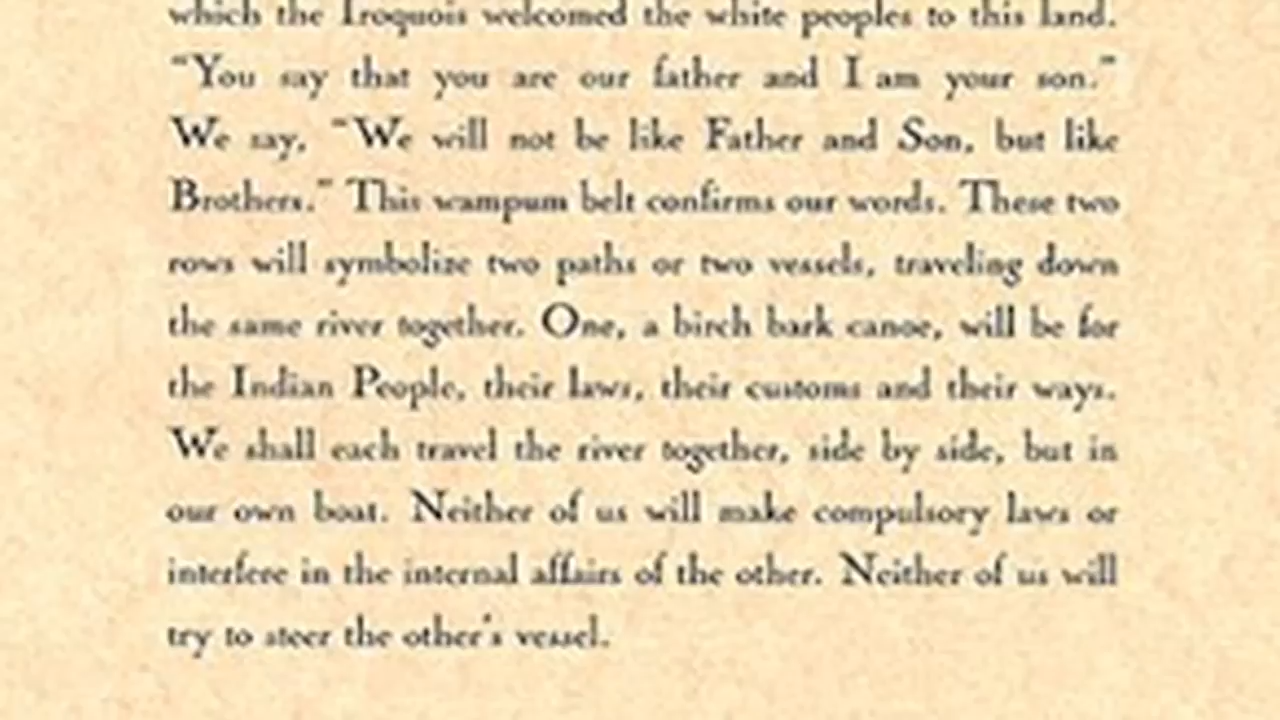 which the Iroquois welcomed the white peoples to this land.
"You say that you are our father and I am your son."
We say, "We will not be like Father and Son, but like
Brothers." This wampum belt confirms our words. These two
rows will symbolize two paths or two vessels, traveling down
the same river together. One, a birch bark canoe, will be for
the Indian People, their laws, their customs and their ways.
We shall each travel the river together, side by side, but in
our own boat. Neither of us will make compulsory laws or
interfere in the internal affairs of the other. Neither of us will
try to steer the other's vessel.